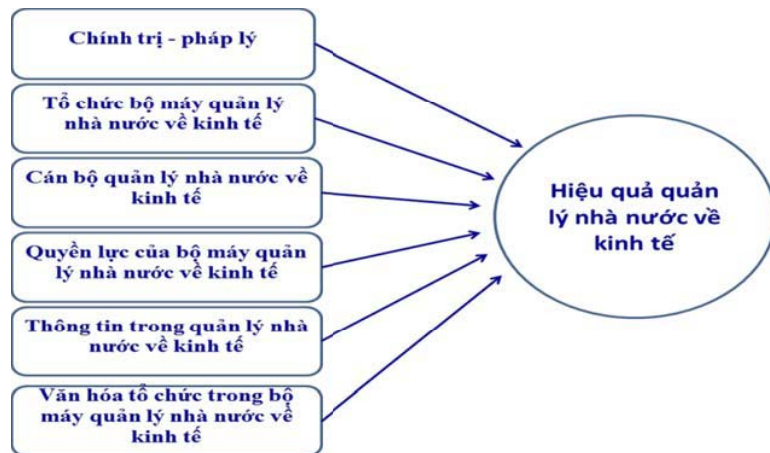 Chính trị - pháp lý
Tổ chức bộ máy quản lý
nhà nước về kinh tế
Cán bộ quản lý nhà nước về
kinh tế
Quyền lực của bộ máy quản
lý nhà nước về kinh tế
Thông tin trong quản lý nhà
nước về kinh tế
Văn hóa tổ chức trong bộ
máy quản lý nhà nước về
kinh tế
Hiệu quả quản
lý nhà nước về
kinh tế